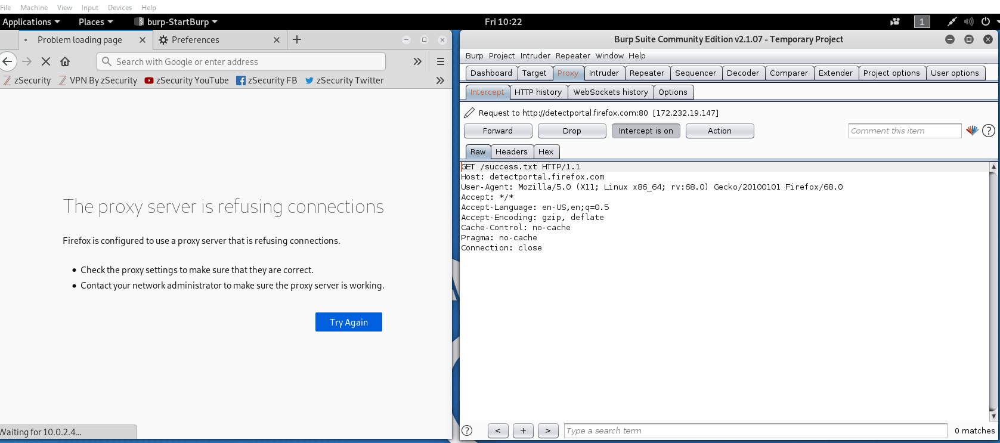 File Machine View Input Devices Help
Applications Places burp-StartBurp Fri 10:22 1
Problem loading page Preferences
Search with Google or enter address
zSecurity VPN By zSecurity zSecurity YouTube zSecurity FB zSecurity Twitter
The proxy server is refusing connections
Firefox is configured to use a proxy server that is refusing connections.
Check the proxy settings to make sure that they are correct.
Contact your network administrator to make sure the proxy server is working.
Try Again
Waiting for 10.0.2.4...
Burp Suite Community Edition v2.1.07 - Temporary Project
Burp Project Intruder Repeater Window Help
Dashboard Target Proxy Intruder Repeater Sequencer Decoder Comparer Extender Project options User options
Intercept HTTP history WebSockets history Options
Request to http://detectportal.firefox.com:80 [172.232.19.147]
Forward Drop Intercept is on Action Comment this item ?
Raw Headers Hex
GET /success.txt HTTP/1.1
Host: detectportal.firefox.com
User-Agent: Mozilla/5.0 (X11; Linux x86_64; rv:68.0) Gecko/20100101 Firefox/68.0
Accept: */*
Accept-Language: en-US,en;q=0.5
Accept-Encoding: gzip, deflate
Cache-Control: no-cache
Pragma: no-cache
Connection: close
? < + > Type a search term 0 matches